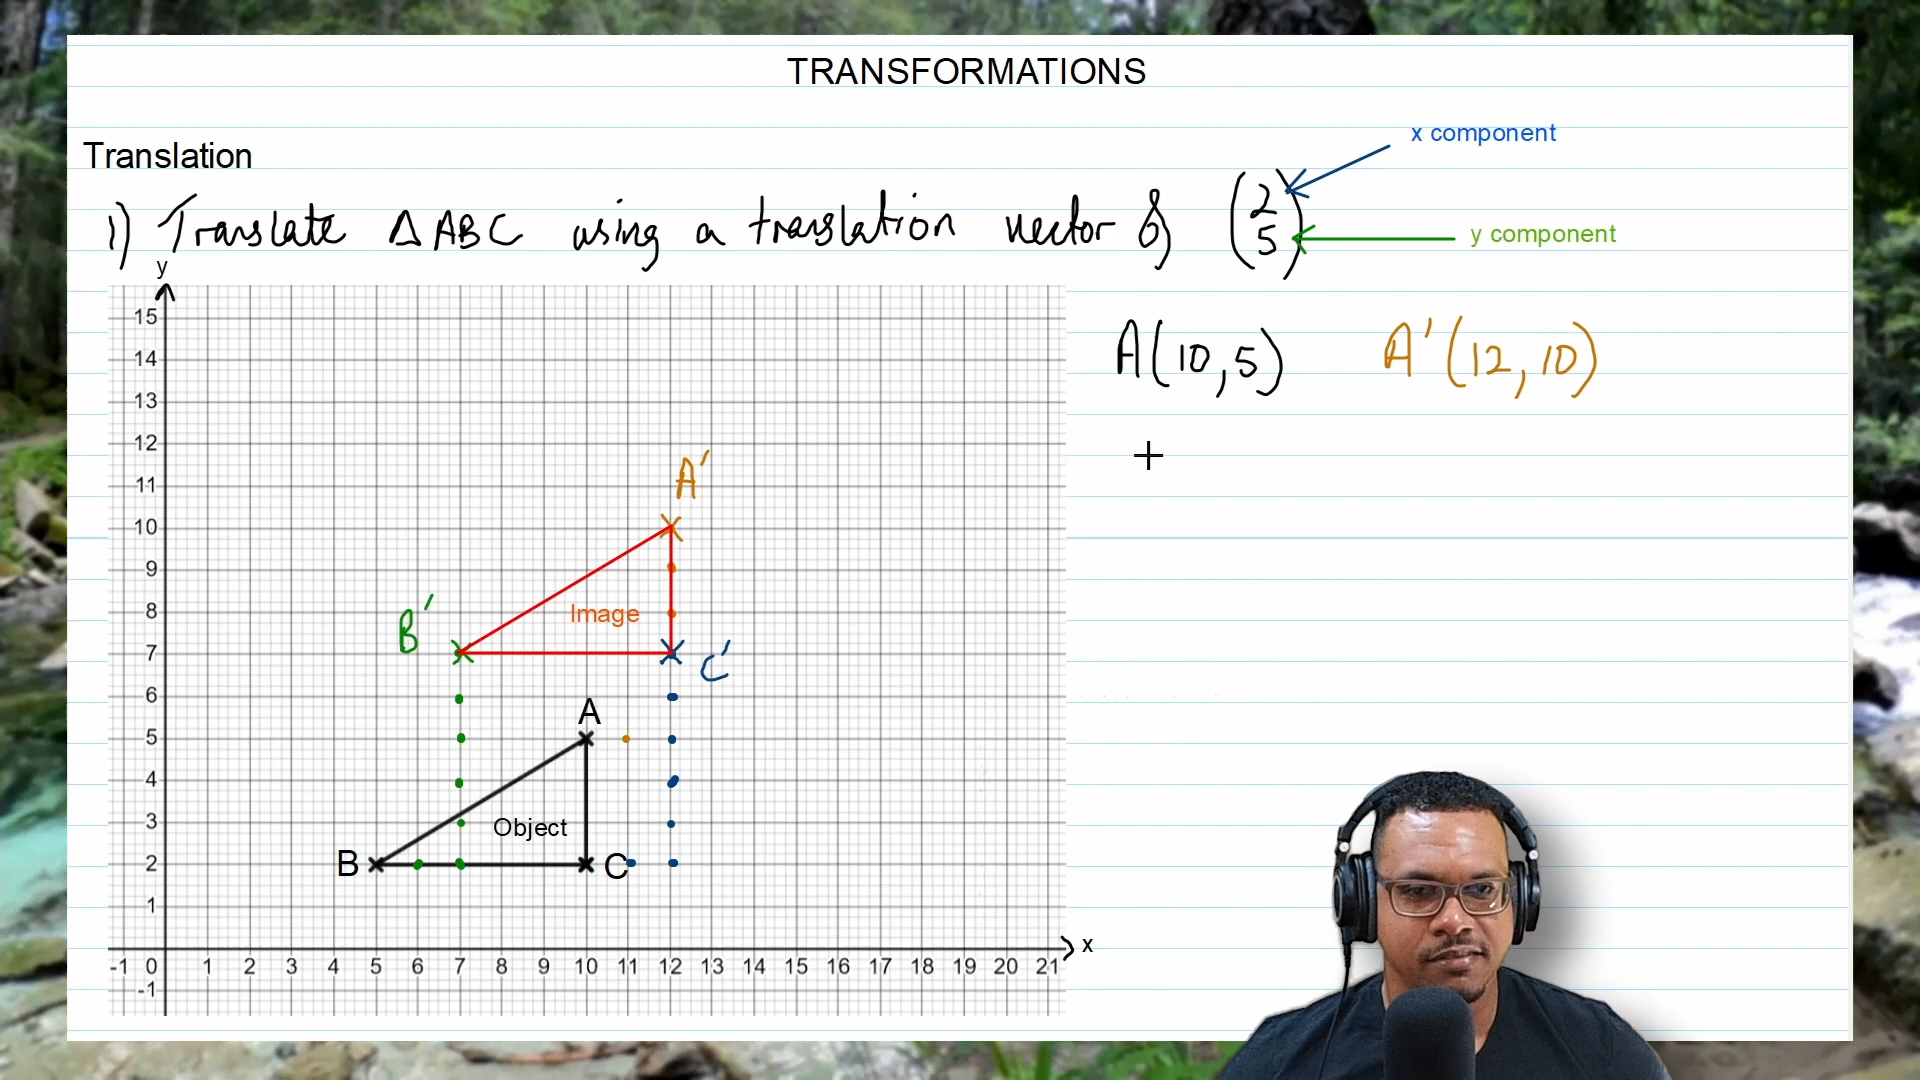 TRANSFORMATIONS
x component
Translation
1) Translate △ABC using a translation vector of (2 5)
y component
y
15
14
13
12
11
10
9
8
7
6
5
4
3
2
1
-1 0 1 2 3 4 5 6 7 8 9 10 11 12 13 14 15 16 17 18 19 20 21
x
-1
A(10,5) A'(12,10)
A'
Image
B'
C'
A
Object
B
C